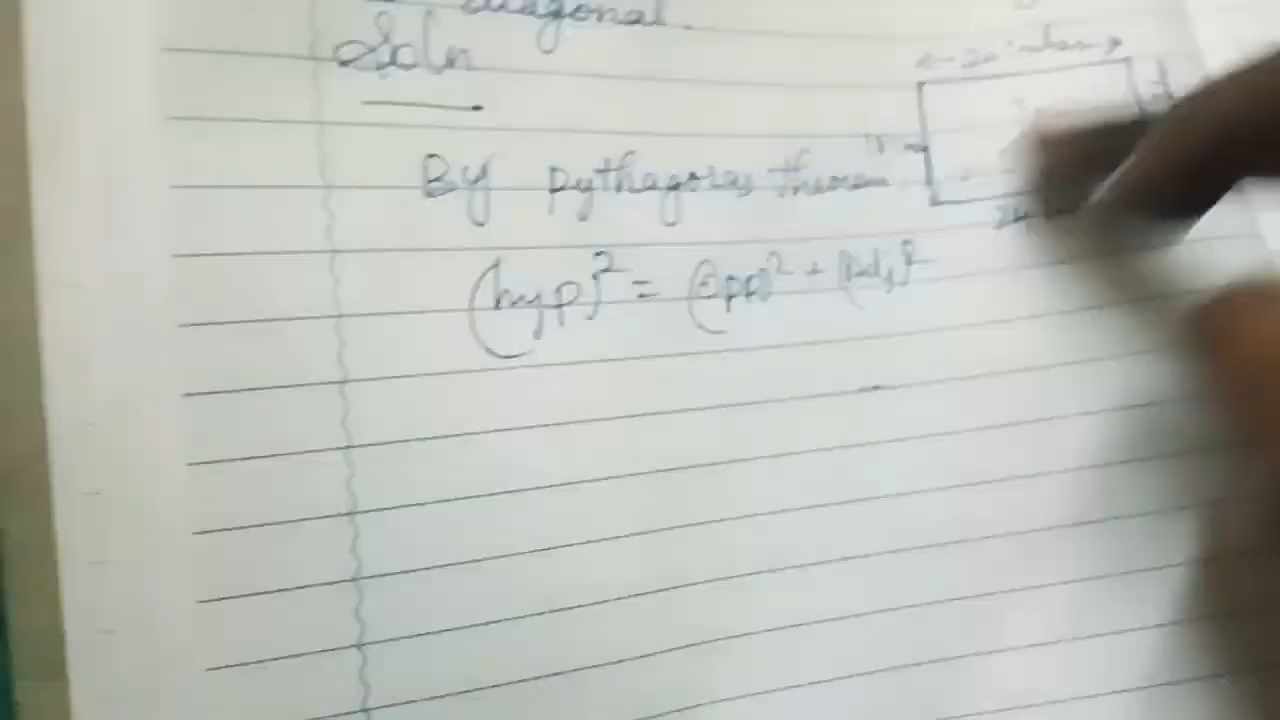 diagonal.
Soln
By pythagoras theorem
(hyp)² = (opp)² + (Adj)²